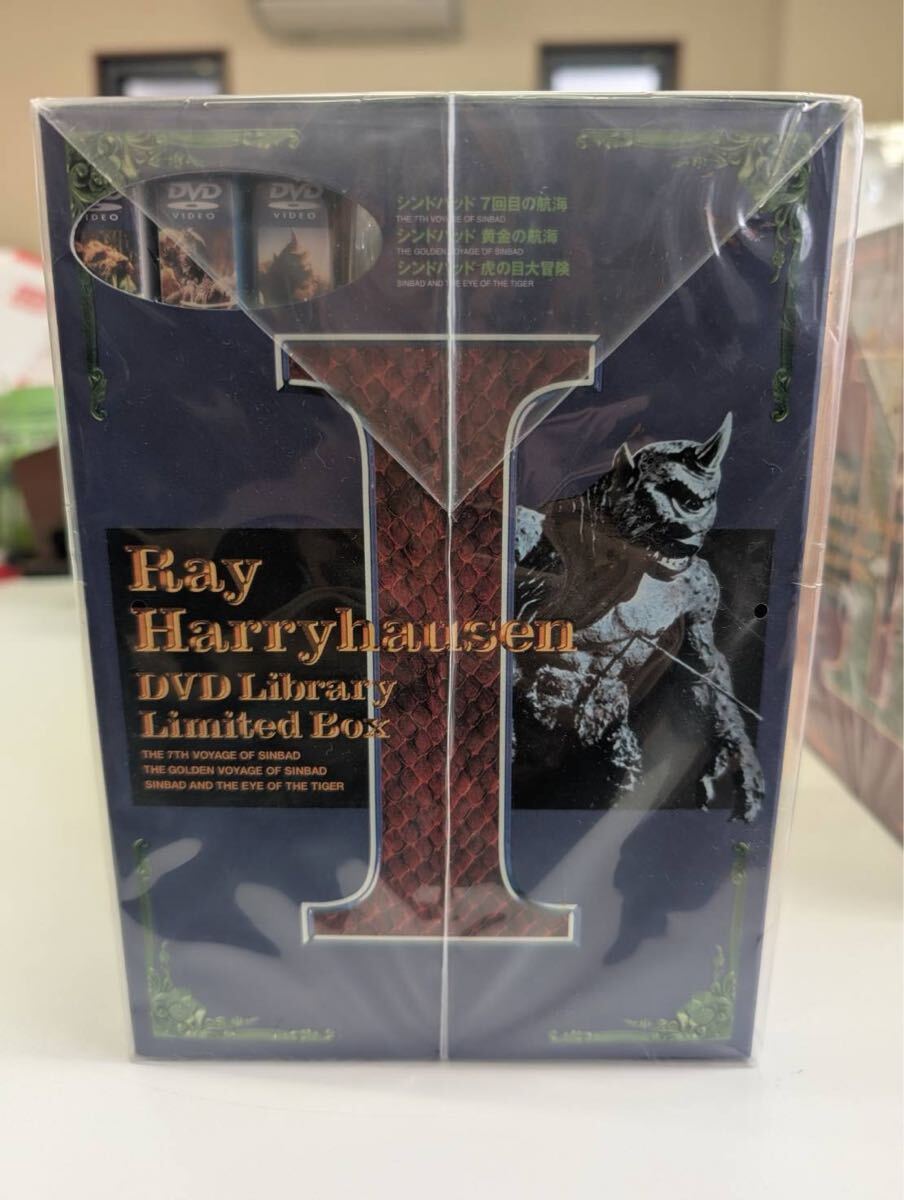 DVD
VIDEO
DVD
VIDEO
VIDEO
シンドバッド 7回目の航海
THE 7TH VOYAGE OF SINBAD
シンドバッド 黄金の航海
THE GOLDEN VOYAGE OF SINBAD
シンドバッド 虎の目大冒険
SINBAD AND THE EYE OF THE TIGER
I
Ray
Harryhausen
DVD Library
Limited Box
THE 7TH VOYAGE OF SINBAD
THE GOLDEN VOYAGE OF SINBAD
SINBAD AND THE EYE OF THE TIGER